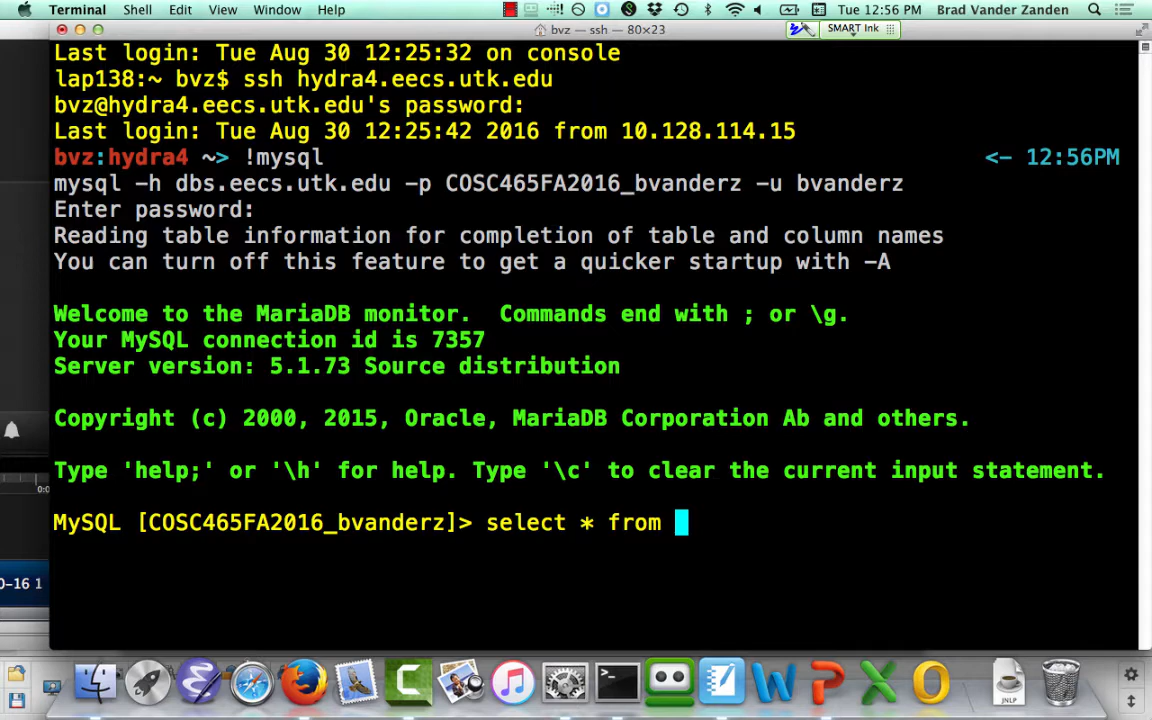 Terminal Shell Edit View Window Help Tue 12:56 PM Brad Vander Zanden
bvz — ssh — 80×23
SMART Ink
Last login: Tue Aug 30 12:25:32 on console
lap138:~ bvz$ ssh hydra4.eecs.utk.edu
bvz@hydra4.eecs.utk.edu's password:
Last login: Tue Aug 30 12:25:42 2016 from 10.128.114.15
bvz:hydra4 ~> !mysql <- 12:56PM
mysql -h dbs.eecs.utk.edu -p COSC465FA2016_bvanderz -u bvanderz
Enter password:
Reading table information for completion of table and column names
You can turn off this feature to get a quicker startup with -A
Welcome to the MariaDB monitor.  Commands end with ; or \g.
Your MySQL connection id is 7357
Server version: 5.1.73 Source distribution
Copyright (c) 2000, 2015, Oracle, MariaDB Corporation Ab and others.
Type 'help;' or '\h' for help. Type '\c' to clear the current input statement.
MySQL [COSC465FA2016_bvanderz]> select * from
0-16 1
JNLP